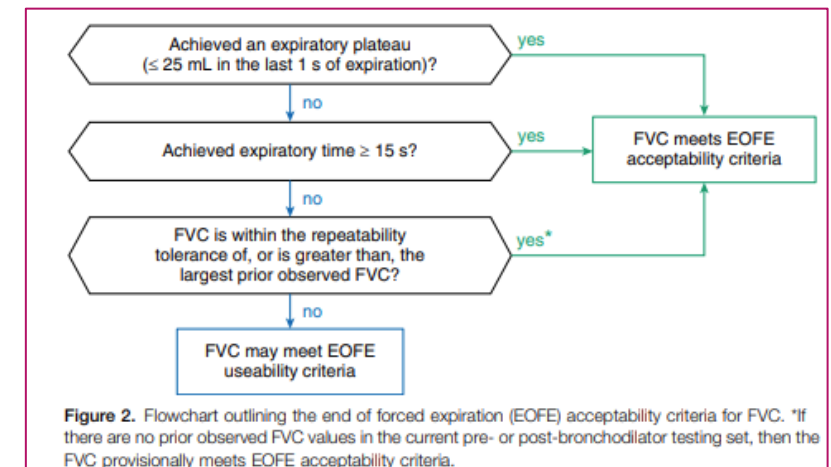 Achieved an expiratory plateau
(≤ 25 mL in the last 1 s of expiration)?
yes
no
Achieved expiratory time ≥ 15 s?
yes
FVC meets EOFE
acceptability criteria
no
FVC is within the repeatability
tolerance of, or is greater than, the
largest prior observed FVC?
yes*
no
FVC may meet EOFE
useability criteria
Figure 2. Flowchart outlining the end of forced expiration (EOFE) acceptability criteria for FVC. *If
there are no prior observed FVC values in the current pre- or post-bronchodilator testing set, then the
FVC provisionally meets EOFE acceptability criteria.